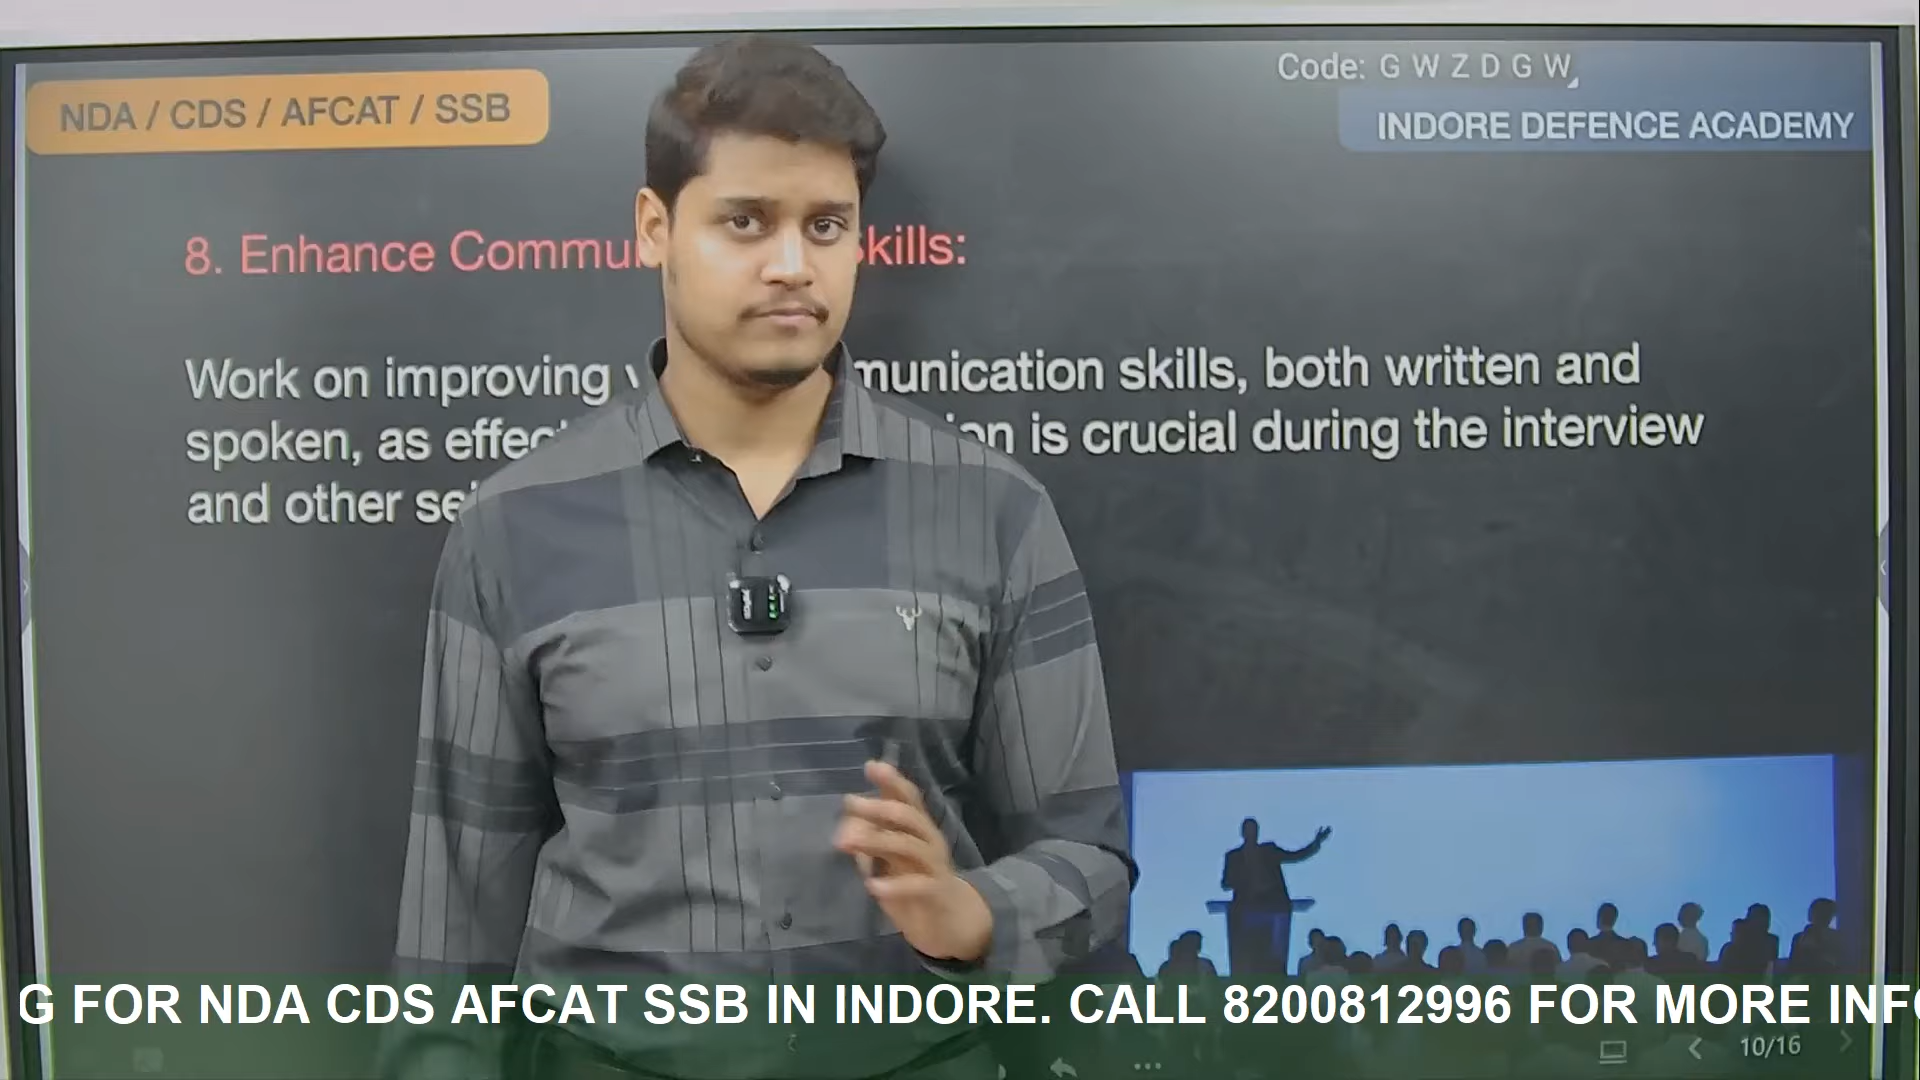 Code: G W Z D G W
NDA / CDS / AFCAT / SSB
INDORE DEFENCE ACADEMY
8. Enhance Commu kills:
Work on improving munication skills, both written and
spoken, as effec on is crucial during the interview
and other se
G FOR NDA CDS AFCAT SSB IN INDORE. CALL 8200812996 FOR MORE INF
10/16